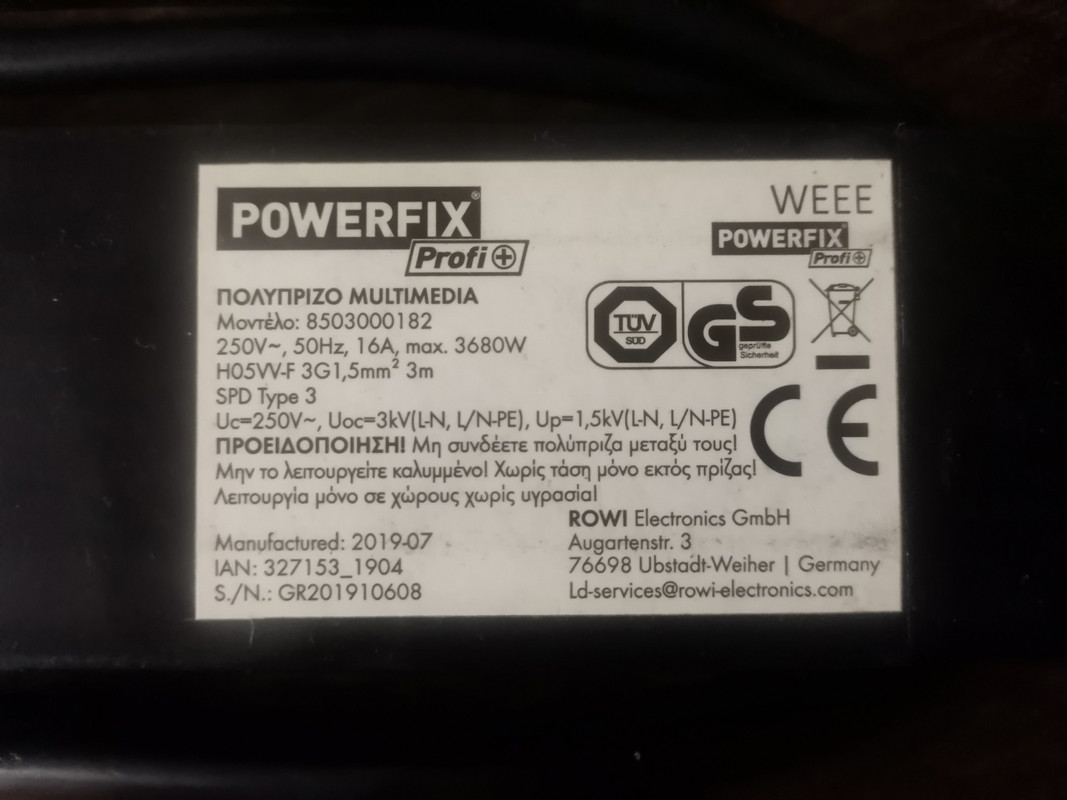 POWERFIX®
Profi+
WEEE
POWERFIX
Profi+
ΠΟΛΥΠΡΙΖΟ MULTIMEDIA
Μοντέλο: 8503000182
250V~, 50Hz, 16A, max. 3680W
H05VV-F 3G1,5mm² 3m
SPD Type 3
Uc=250V~, Uoc=3kV(L-N, L/N-PE), Up=1,5kV(L-N, L/N-PE)
ΠΡΟΕΙΔΟΠΟΙΗΣΗ! Μη συνδέετε πολύπριζα μεταξύ τους!
Μην το λειτουργείτε καλυμμένο! Χωρίς τάση μόνο εκτός πρίζας!
Λειτουργία μόνο σε χώρους χωρίς υγρασία!
TÜV
SÜD
GS
geprüfte
Sicherheit
CE
Manufactured: 2019-07
IAN: 327153_1904
S./N.: GR201910608
ROWI Electronics GmbH
Augartenstr. 3
76698 Ubstadt-Weiher | Germany
Ld-services@rowi-electronics.com